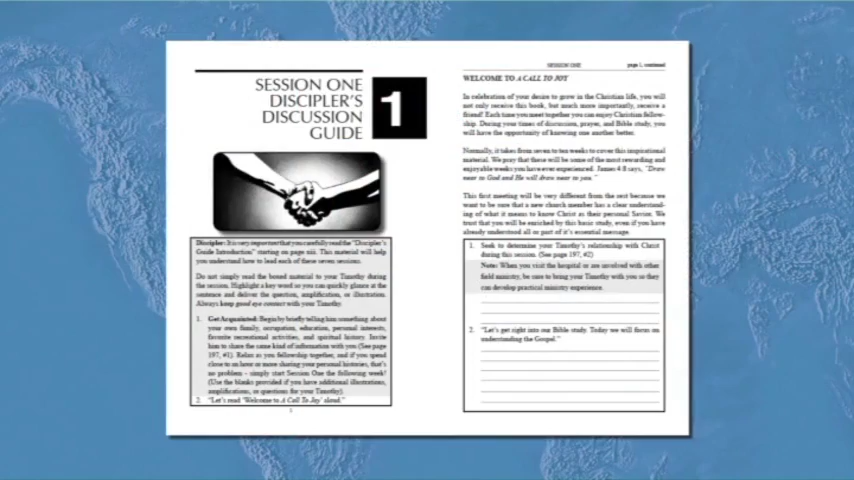 SESSION ONE
DISCIPLER'S
DISCUSSION
GUIDE
1
Discipler: It is very important that you carefully read the "Discipler's
Guide Introduction" starting on page xiii. This material will help
you understand how to lead each of these seven sessions.
Do not simply read the boxed material to your Timothy during
the session. Highlight a key word so you can quickly glance at the
sentence and deliver the question, amplification, or illustration.
Always keep good eye contact with your Timothy
1. Get Acquainted: Begin by briefly telling him something about
your own family, occupation, education, personal interests,
favorite recreational activities, and spiritual history. Invite
him to share the same kind of information with you (See page
197, #1). Relax as you fellowship together, and if you spend
close to an hour or more sharing your personal histories, that's
no problem – simply start Session One the following week!
(Use the blanks provided if you have additional illustrations,
amplifications, or questions for your Timothy).
2. "Let's read 'Welcome to A Call To Joy' aloud."
1
SESSION ONE
page 1, continued
WELCOME TO A CALL TO JOY
In celebration of your desire to grow in the Christian life, you will
not only receive this book, but much more importantly, receive a
friend! Each time you meet together you can enjoy Christian fellow-
ship. During your times of discussion, prayer, and Bible study, you
will have the opportunity of knowing one another better.
Normally, it takes from seven to ten weeks to cover this inspirational
material. We pray that these will be some of the most rewarding and
enjoyable weeks you have ever experienced. James 4:8 says, "Draw
near to God and He will draw near to you."
This first meeting will be very different from the rest because we
want to be sure that a new church member has a clear understand-
ing of what it means to know Christ as their personal Savior. We
trust that you will be enriched by this basic study, even if you have
already understood all or part of it's essential message.
1. Seek to determine your Timothy's relationship with Christ
during this session. (See page 197, #2)
Note: When you visit the hospital or are involved with other
field ministry, be sure to bring your Timothy with you so they
can develop practical ministry experience.
2. "Let's get right into our Bible study. Today we will focus on
understanding the Gospel."